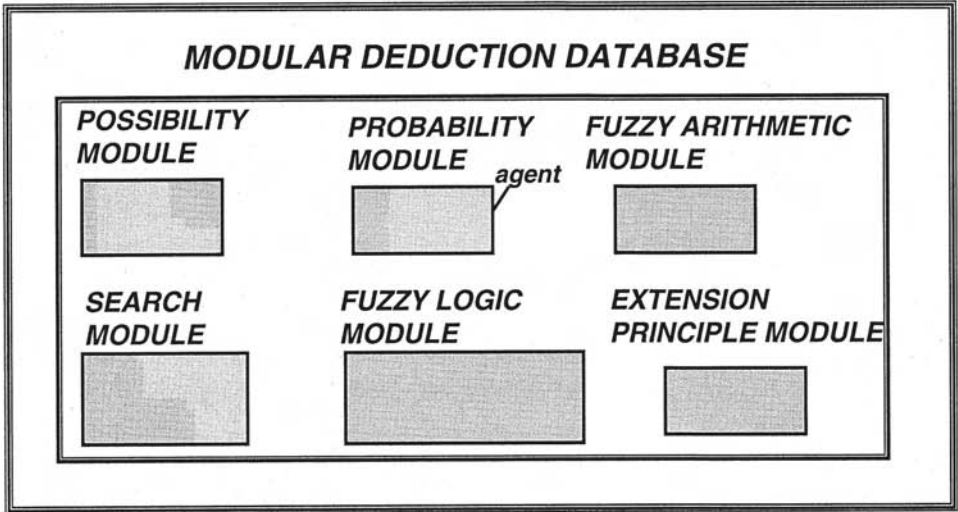 MODULAR DEDUCTION DATABASE
POSSIBILITY
MODULE
PROBABILITY
MODULE
agent
FUZZY ARITHMETIC
MODULE
SEARCH
MODULE
FUZZY LOGIC
MODULE
EXTENSION
PRINCIPLE MODULE